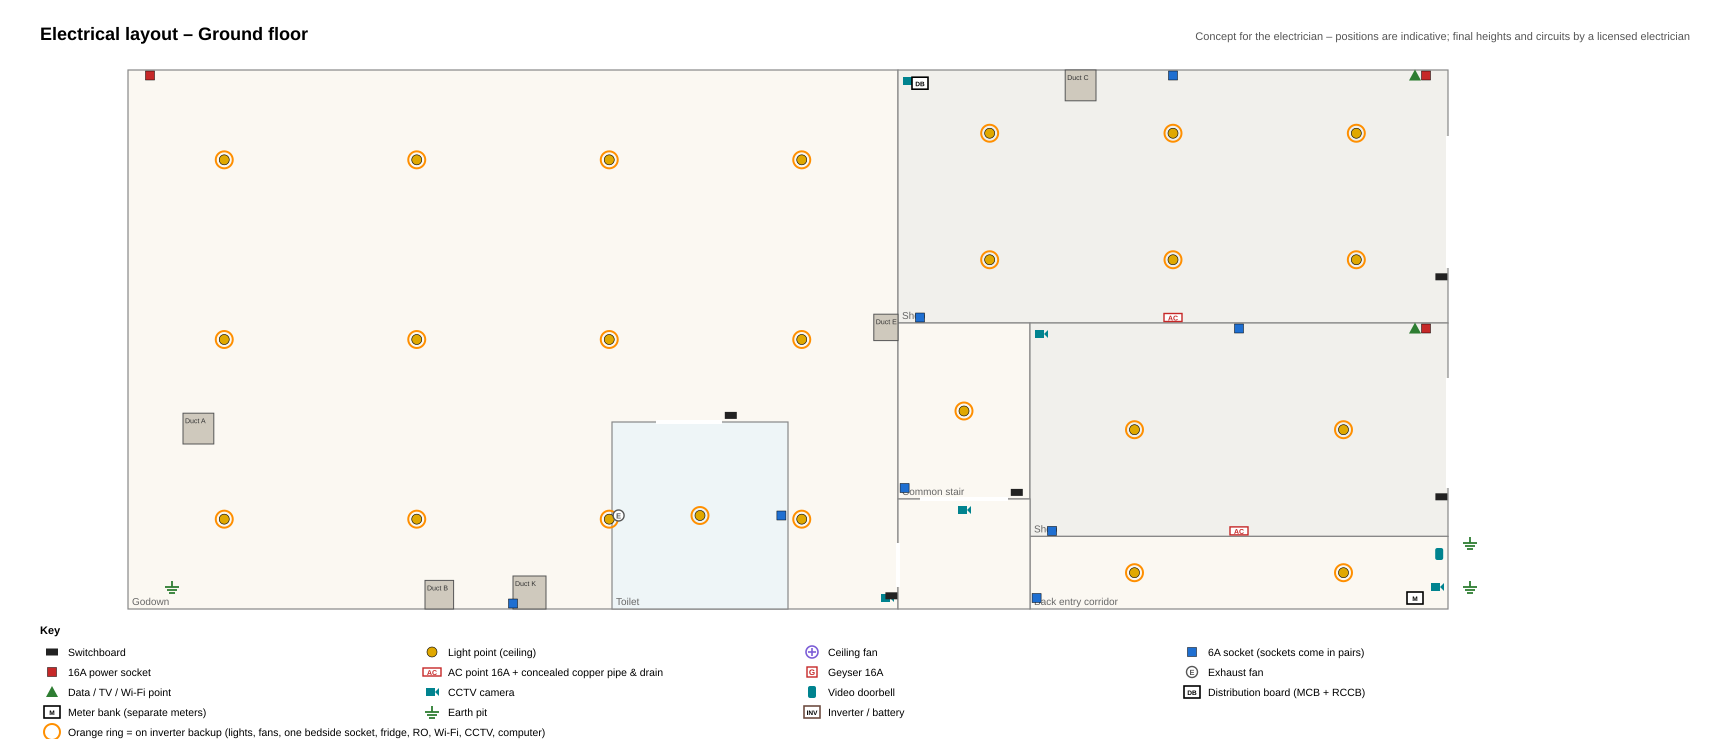 Electrical layout – Ground floor
Concept for the electrician – positions are indicative; final heights and circuits by a licensed electrician
Duct C
DB
Duct E
AC
Duct A
Common stair
AC
E
Duct B
Duct K
Godown
Toilet
Back entry corridor
M
Key
Switchboard
Light point (ceiling)
Ceiling fan
6A socket (sockets come in pairs)
16A power socket
AC AC point 16A + concealed copper pipe & drain
G Geyser 16A
E Exhaust fan
Data / TV / Wi-Fi point
CCTV camera
Video doorbell
DB Distribution board (MCB + RCCB)
M Meter bank (separate meters)
Earth pit
INV Inverter / battery
Orange ring = on inverter backup (lights, fans, one bedside socket, fridge, RO, Wi-Fi, CCTV, computer)